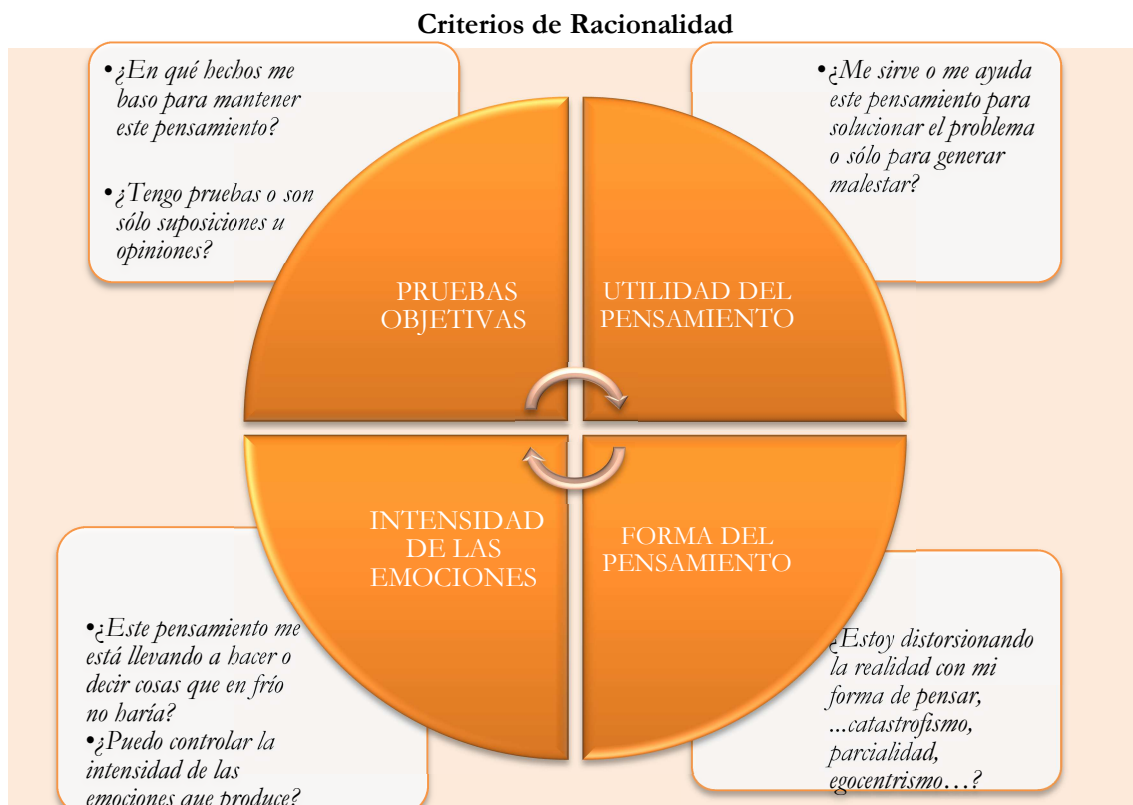 Criterios de Racionalidad
•¿En qué hechos me
baso para mantener
este pensamiento?
•¿Tengo pruebas o son
sólo suposiciones u
opiniones?
•¿Me sirve o me ayuda
este pensamiento para
solucionar el problema
o sólo para generar
malestar?
PRUEBAS
OBJETIVAS
UTILIDAD DEL
PENSAMIENTO
INTENSIDAD
DE LAS
EMOCIONES
FORMA DEL
PENSAMIENTO
•¿Este pensamiento me
está llevando a hacer o
decir cosas que en frío
no haría?
•¿Puedo controlar la
intensidad de las
emociones que produce?
¿Estoy distorsionando
la realidad con mi
forma de pensar,
...catastrofismo,
parcialidad,
egocentrismo…?